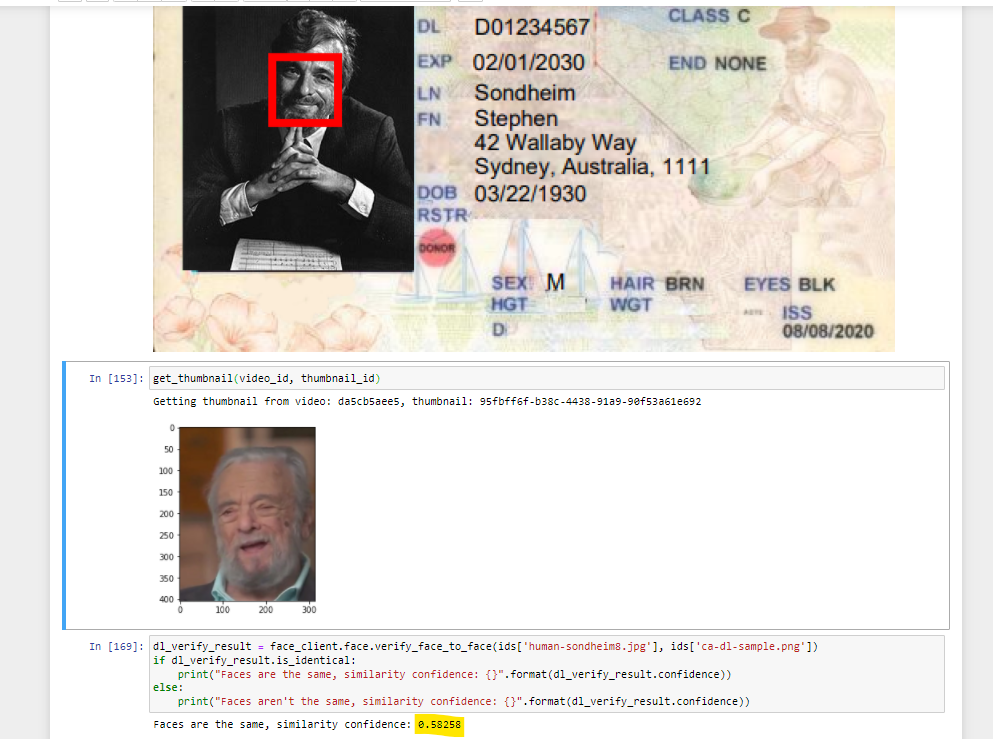 DL D01234567 CLASS C
EXP 02/01/2030 END NONE
LN Sondheim
FN Stephen
42 Wallaby Way
Sydney, Australia, 1111
DOB 03/22/1930
RSTR
DONOR
SEX M HAIR BRN EYES BLK
HGT WGT ISS
D 08/08/2020
In [153]: get_thumbnail(video_id, thumbnail_id)
Getting thumbnail from video: da5cb5aee5, thumbnail: 95fbff6f-b38c-4438-91a9-90f53a61e692
0
50
100
150
200
250
300
350
400
0 100 200 300
In [169]: dl_verify_result = face_client.face.verify_face_to_face(ids['human-sondheim8.jpg'], ids['ca-dl-sample.png'])
if dl_verify_result.is_identical:
print("Faces are the same, similarity confidence: {}".format(dl_verify_result.confidence))
else:
print("Faces aren't the same, similarity confidence: {}".format(dl_verify_result.confidence))
Faces are the same, similarity confidence: 0.58258